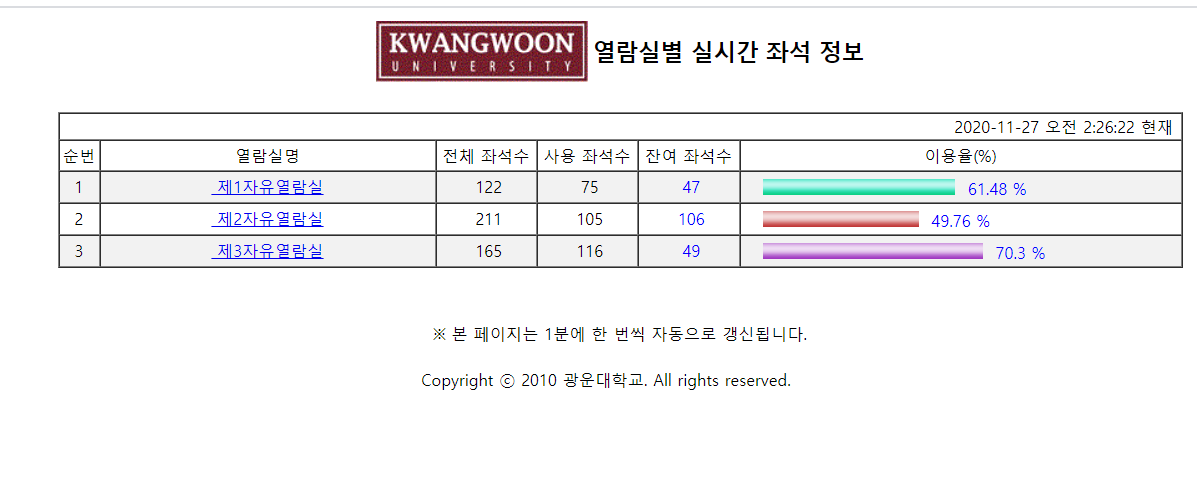 KWANGWOON
UNIVERSITY
열람실별 실시간 좌석 정보
2020-11-27 오전 2:26:22 현재
순번 열람실명 전체 좌석수 사용 좌석수 잔여 좌석수 이용율(%)
1 제1자유열람실 122 75 47 61.48 %
2 제2자유열람실 211 105 106 49.76 %
3 제3자유열람실 165 116 49 70.3 %
※ 본 페이지는 1분에 한 번씩 자동으로 갱신됩니다.
Copyright ⓒ 2010 광운대학교. All rights reserved.